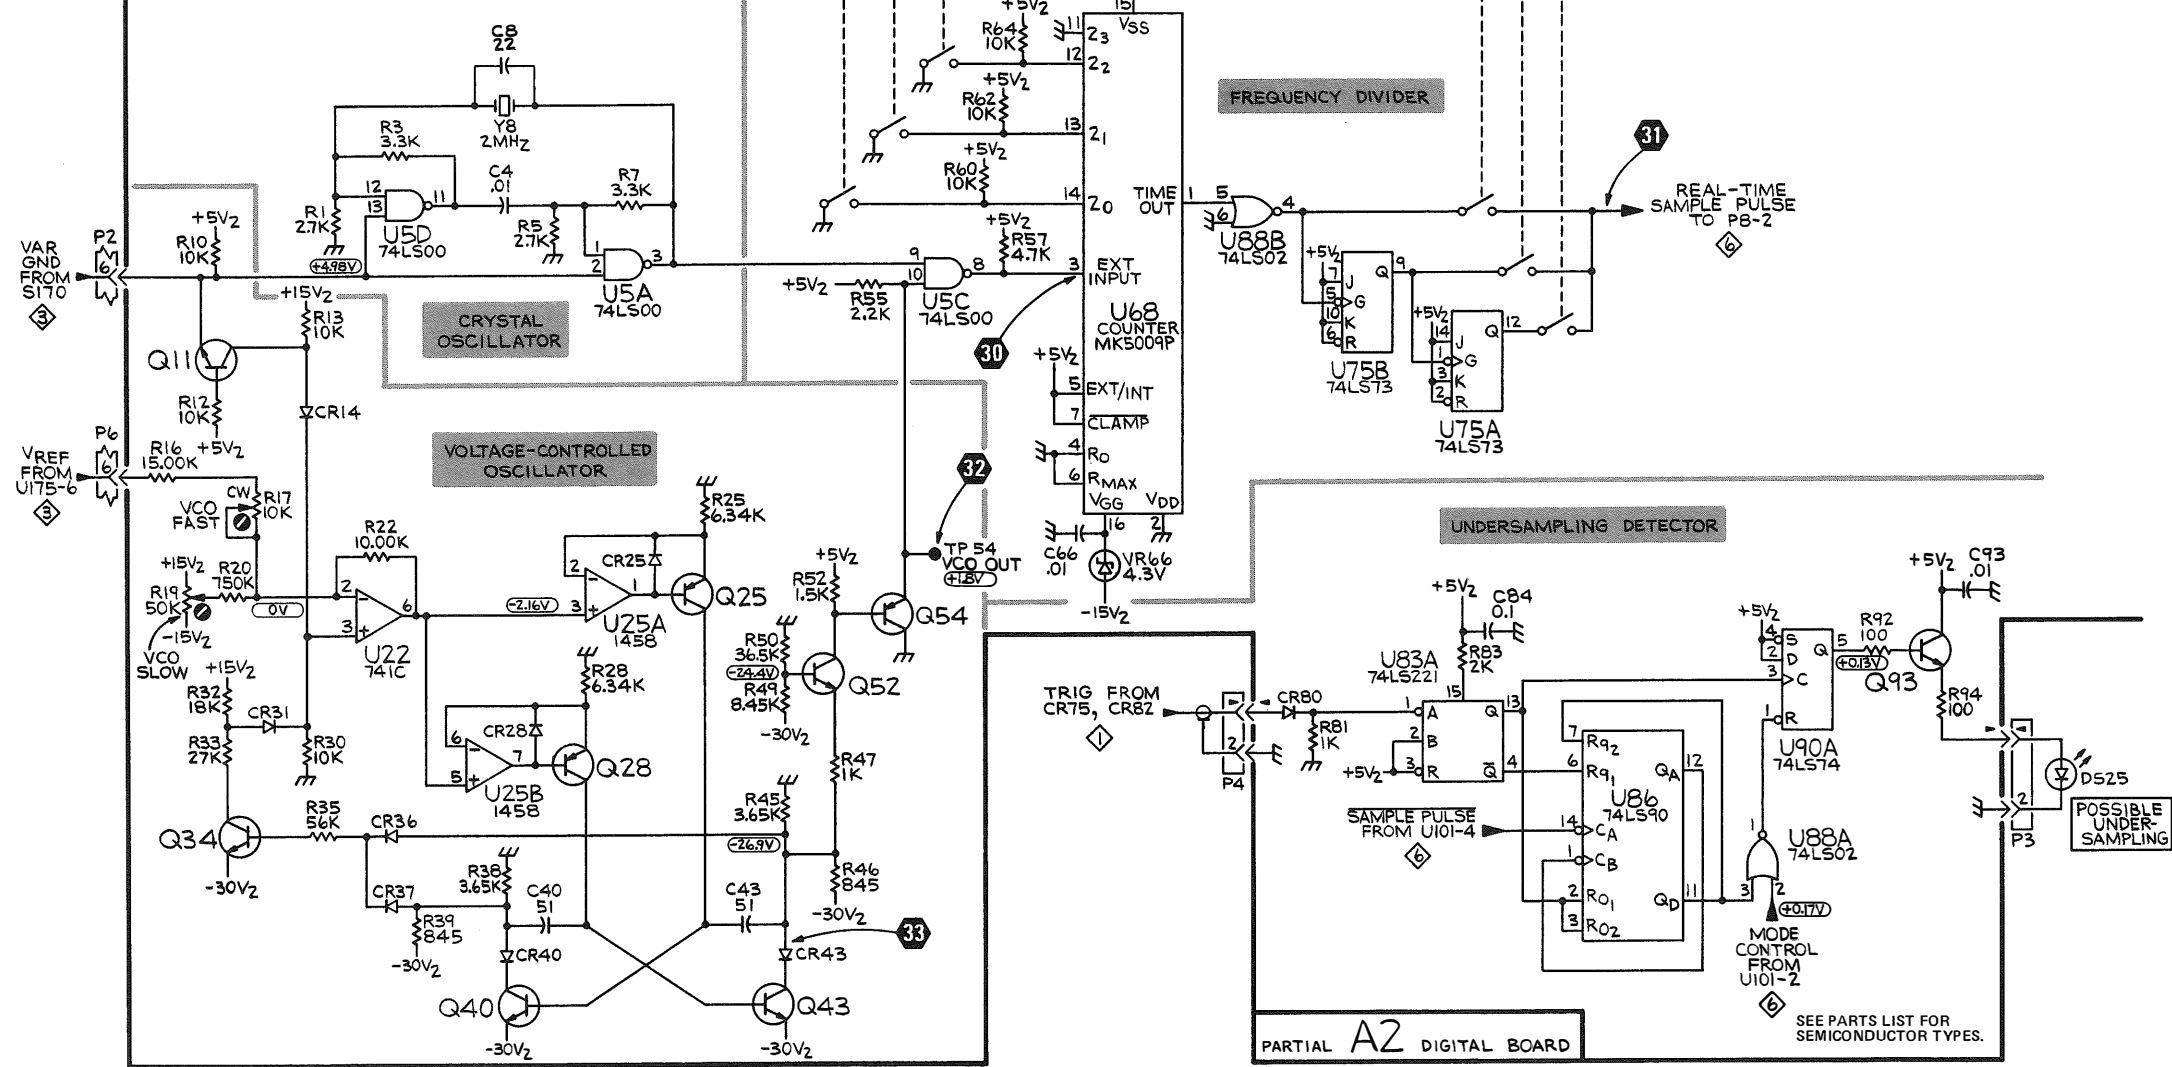 +5V2
15
C8
22
R64
10K
11
Z3
VSS
12
Z2
+5V2
R62
10K
FREQUENCY DIVIDER
R3
3.3K
Y8
2MHz
13
Z1
31
+5V2
R60
10K
12
13
11
C4
.01
R7
3.3K
14
Z0
TIME
OUT
1
5
6
4
REAL-TIME
SAMPLE PULSE
TO P8-2
6
R1
2.7K
U5D
74LS00
R5
2.7K
+5V2
R57
4.7K
U88B
74LS02
+5V2
R10
10K
VAR
GND
FROM
S170
3
P2
6
+4.98V
1
2
3
U5A
74LS00
9
10
8
U5C
74LS00
3
EXT
INPUT
+5V2
7
J
Q
9
5
G
10
K
6
R
U75B
74LS73
+5V2
R55
2.2K
+15V2
R13
10K
CRYSTAL
OSCILLATOR
U68
COUNTER
MK5009P
+5V2
14
J
Q
12
1
G
3
K
2
R
U75A
74LS73
Q11
30
+5V2
5
EXT/INT
7
CLAMP
R12
10K
+5V2
CR14
VOLTAGE-CONTROLLED
OSCILLATOR
4
R0
6
RMAX
VGG
VDD
16
2
P6
6
VREF
FROM
U175-6
3
R16
15.00K
CW
R17
10K
VCO
FAST
32
R25
6.34K
UNDERSAMPLING DETECTOR
R22
10.00K
C66
.01
VR66
4.3V
-15V2
TP 54
VCO OUT
+1.8V
+15V2
R19
50K
-15V2
R20
750K
0V
2
3
6
U22
741C
-2.16V
2
3
1
CR25
U25A
1458
Q25
+5V2
R52
1.5K
Q54
VCO
SLOW
+5V2
C93
.01
+5V2
C84
0.1
R83
2K
+5V2
4
S
2
D
3
C
Q
5
1
R
U90A
74LS74
R92
100
+0.13V
Q93
R94
100
+15V2
R32
18K
R33
27K
CR31
R30
10K
R28
6.34K
CR28
6
5
7
U25B
1458
Q28
R50
36.5K
-24.4V
R49
8.45K
-30V2
Q52
R47
1K
TRIG FROM
CR75, CR82
1
2
P4
CR80
R81
1K
U83A
74LS221
15
1
A
Q
13
2
B
3
R
Q
4
+5V2
7
R92
6
R91
QA
12
U86
74LS90
14
CA
1
CB
2
R01
3
R02
QD
11
SAMPLE PULSE
FROM U101-4
6
1
3
2
U88A
74LS02
+0.17V
MODE
CONTROL
FROM
U101-2
6
2
P3
DS25
POSSIBLE
UNDER-
SAMPLING
Q34
-30V2
R35
56K
CR36
R45
3.65K
-26.9V
R46
845
-30V2
CR37
R39
845
-30V2
R38
3.65K
C40
51
C43
51
33
CR40
CR43
Q40
Q43
-30V2
-30V2
PARTIAL A2 DIGITAL BOARD
SEE PARTS LIST FOR
SEMICONDUCTOR TYPES.